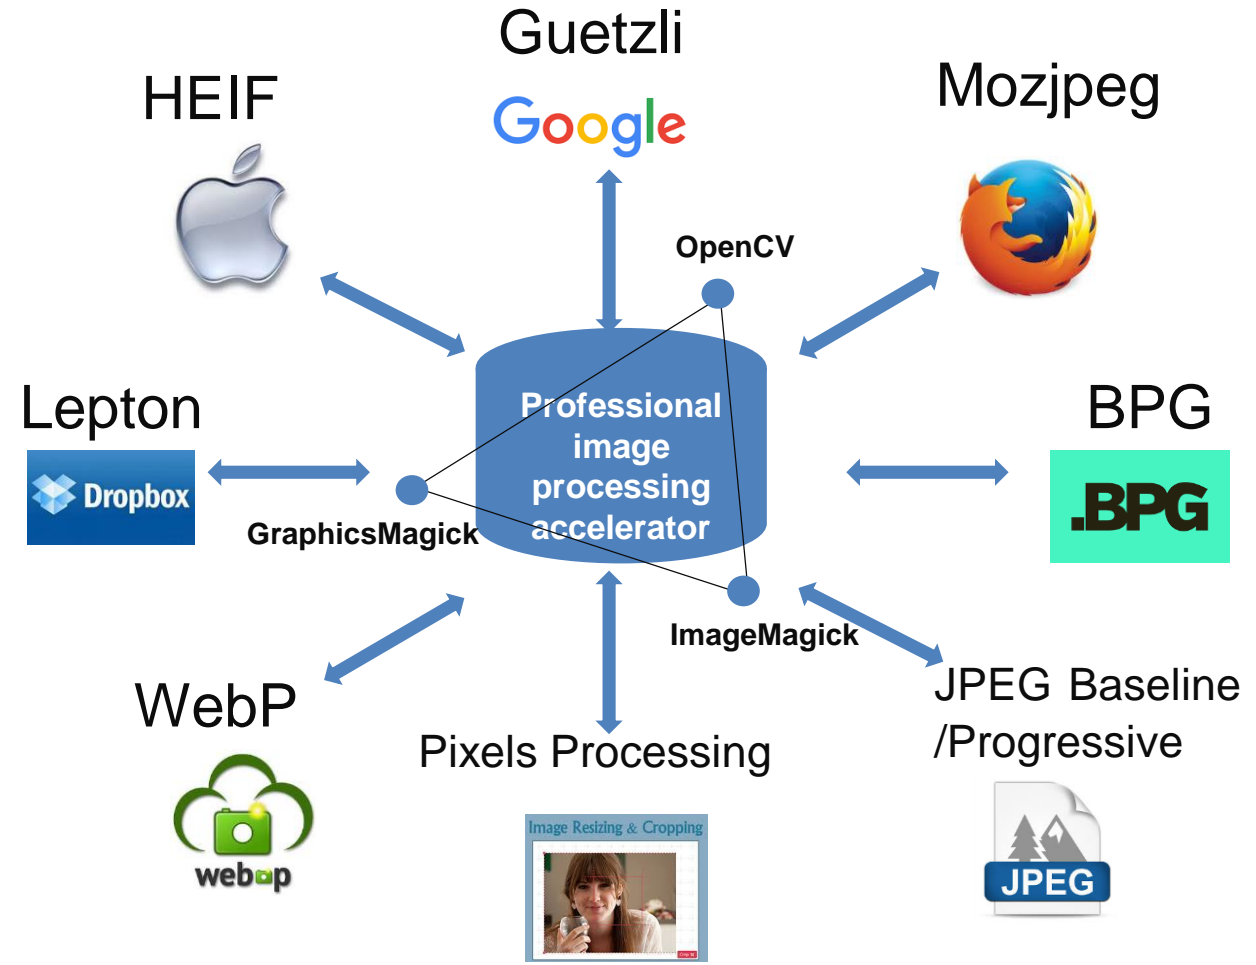 Guetzli
Google
HEIF
Mozjpeg
OpenCV
Lepton
Dropbox
Professional
image
processing
accelerator
BPG
.BPG
GraphicsMagick
ImageMagick
WebP
webp
Pixels Processing
Image Resizing & Cropping
JPEG Baseline
/Progressive
JPEG